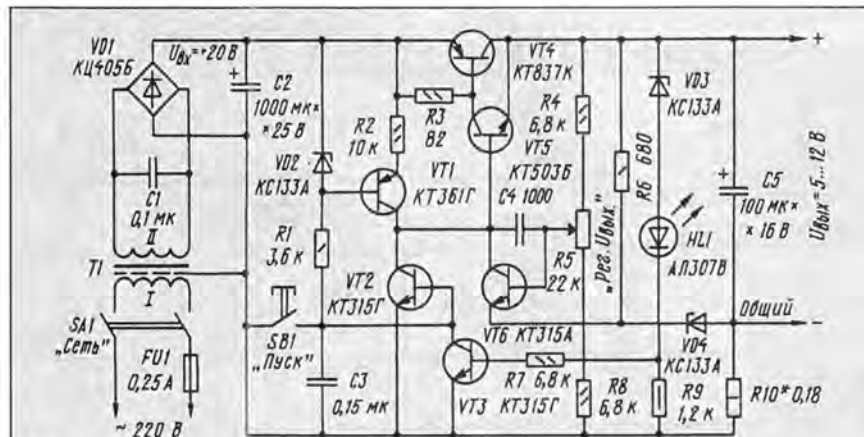 VD1
КЦ405Б
Uвх=+20 В
C2
1000 мк×
×25 В
C1
0,1 мк
II
T1
I
SA1
„Сеть"
FU1
0,25 А
~ 220 В
VD2
КС133А
R1
3,6 к
SB1
„Пуск"
C3
0,15 мк
R2
10 к
R3
82
VT1
КТ361Г
VT2
КТ315Г
VT3
КТ315Г
VT4
КТ837К
VT5
КТ503Б
C4 1000
R4
6,8 к
R5
22 к
„Рег. Uвых."
VT6 КТ315А
R7 6,8 к
R8
6,8 к
R6 680
VD3
КС133А
HL1
АЛ307В
C5
100 мк×
×16 В
Uвых=5...12 В
+
Общий
−
VD4
КС133А
R9
1,2 к
R10* 0,18